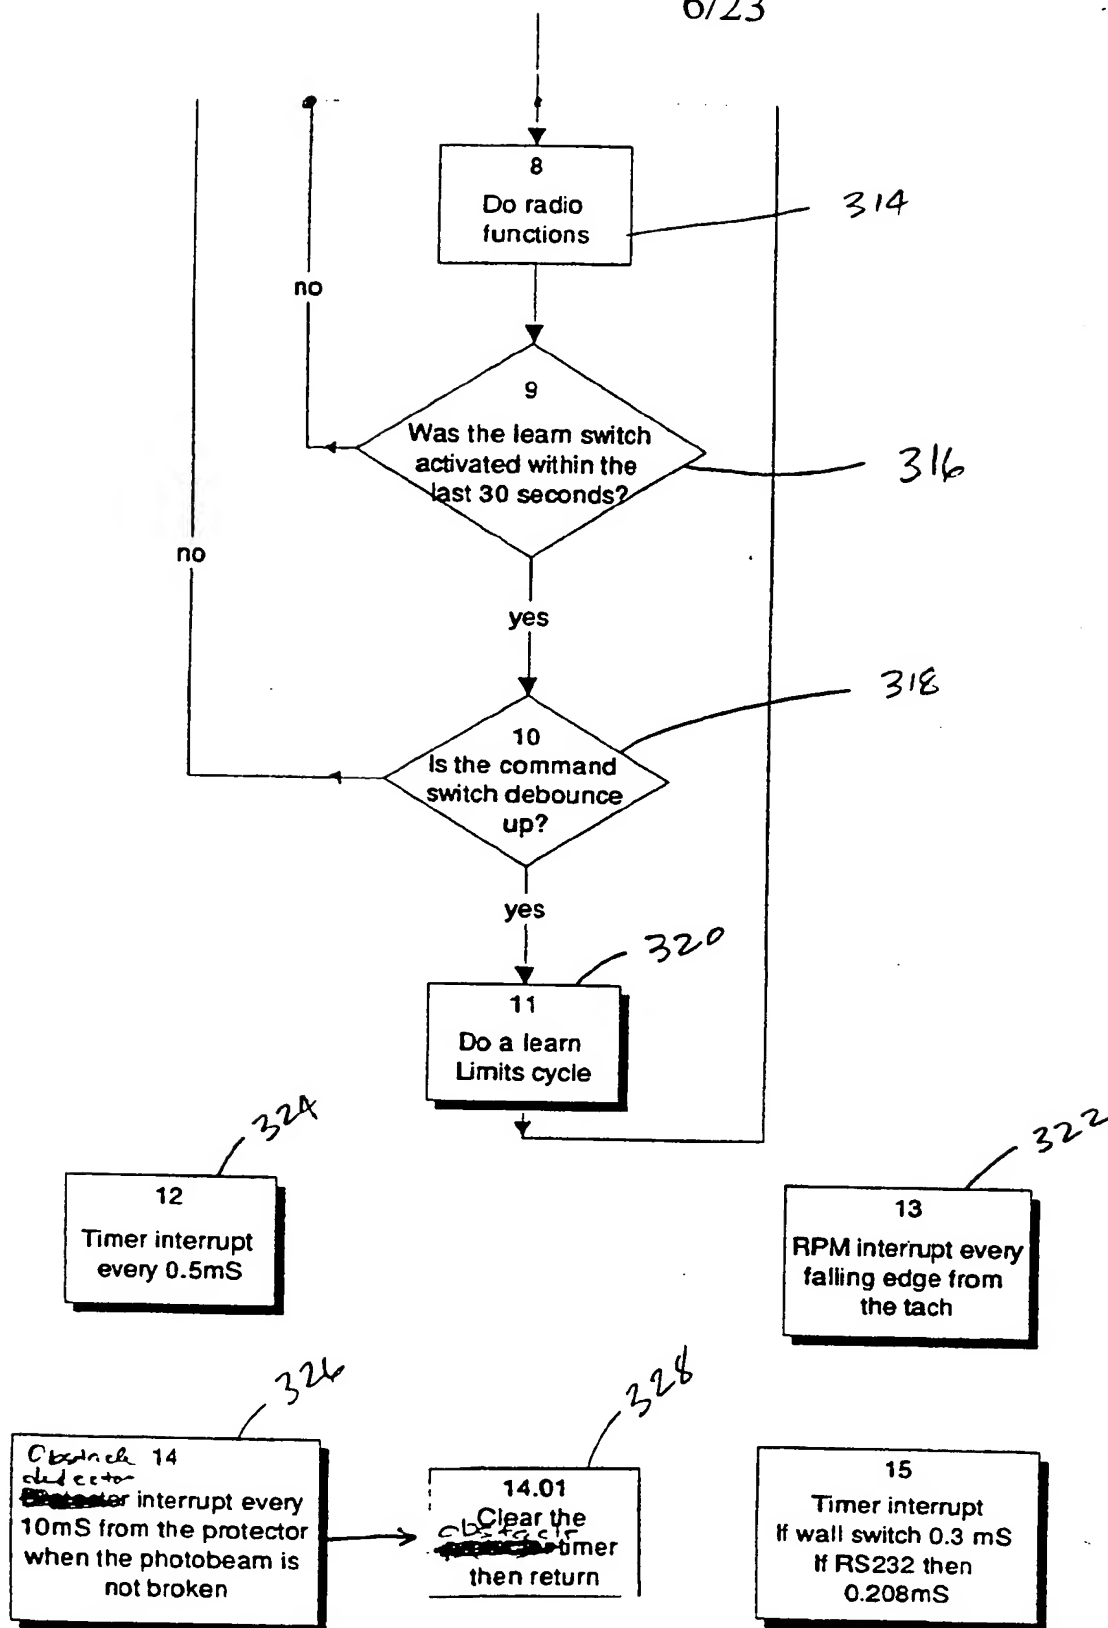 6/23
8
Do radio
functions
314
no
9
Was the learn switch
activated within the
last 30 seconds?
316
no
yes
318
10
Is the command
switch debounce
up?
yes
320
11
Do a learn
Limits cycle
324
12
Timer interrupt
every 0.5mS
322
13
RPM interrupt every
falling edge from
the tach
326
Obstacle 14
detector
interrupt every
10mS from the protector
when the photobeam is
not broken
328
14.01
Clear the
obstacle
timer
then return
15
Timer interrupt
If wall switch 0.3 mS
If RS232 then
0.208mS